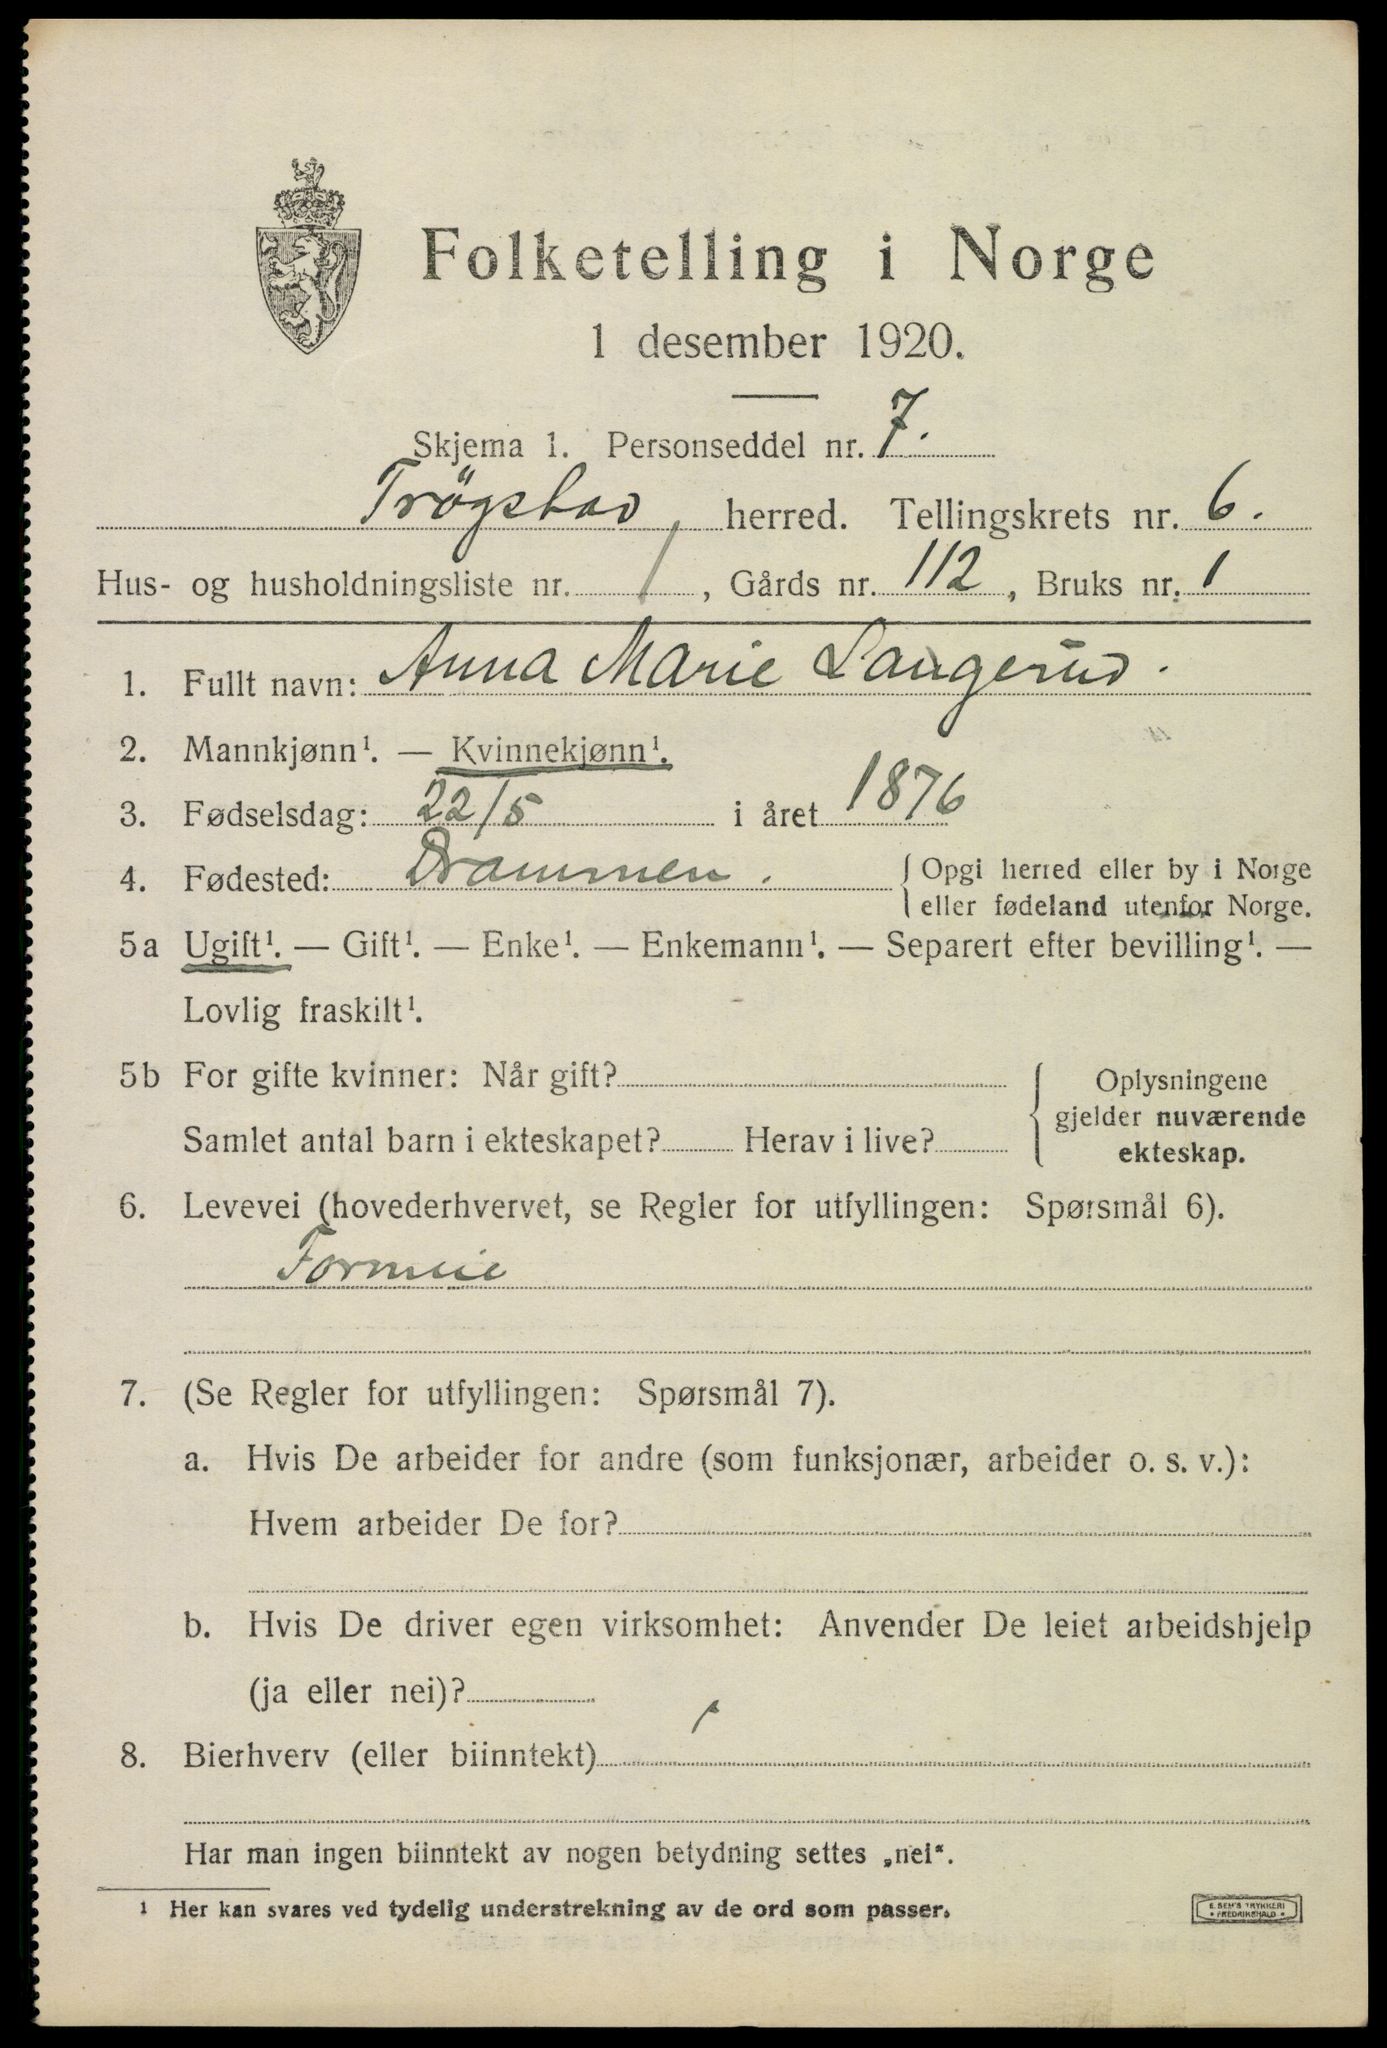 Folketelling i Norge
1 desember 1920.
Skjema 1. Personseddel nr. 7.
Trögstad herred. Tellingskrets nr. 6.
Hus- og husholdningsliste nr. 1, Gårds nr. 112, Bruks nr. 1
1. Fullt navn: Anna Marie Langerud.
2. Mannkjønn¹. — Kvinnekjønn¹.
3. Fødselsdag: 22/5 i året 1876
4. Fødested: Drammen. { Opgi herred eller by i Norge
eller fødeland utenfor Norge.
5a Ugift¹. — Gift¹. — Enke¹. — Enkemann¹. — Separert efter bevilling¹. —
Lovlig fraskilt¹.
5b For gifte kvinner: Når gift?
Samlet antal barn i ekteskapet? Herav i live?
Oplysningene
gjelder nuværende
ekteskap.
6. Levevei (hovederhvervet, se Regler for utfyllingen: Spørsmål 6).
Formue
7. (Se Regler for utfyllingen: Spørsmål 7).
a. Hvis De arbeider for andre (som funksjonær, arbeider o. s. v.):
Hvem arbeider De for?
b. Hvis De driver egen virksomhet: Anvender De leiet arbeidshjelp
(ja eller nei)?
8. Bierhverv (eller biinntekt)
Har man ingen biinntekt av nogen betydning settes „nei“.
1 Her kan svares ved tydelig understrekning av de ord som passer.
E. SEM'S TRYKKERI
• FREDRIKSHALD •